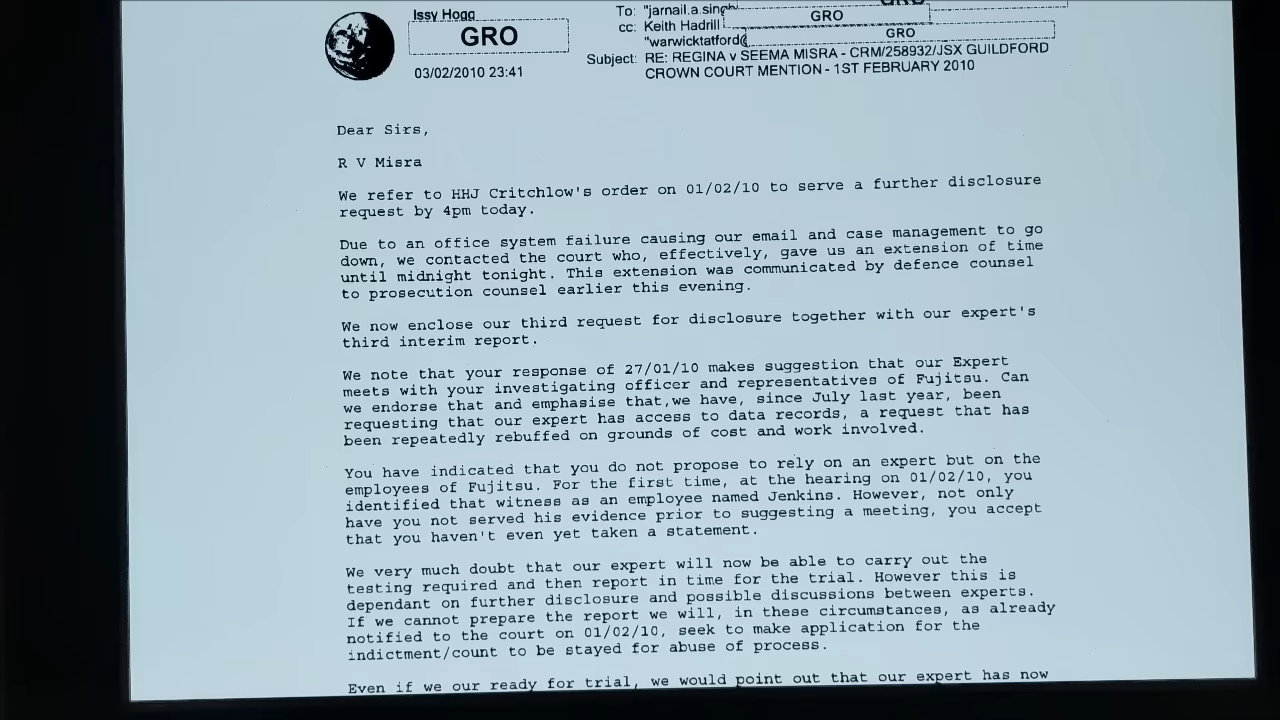 Issy Hogg
GRO
03/02/2010 23:41
To: "jarnail.a.singh
GRO
cc: Keith Hadrill
"warwicktatford@
GRO
Subject: RE: REGINA v SEEMA MISRA - CRM/258932/JSX GUILDFORD
CROWN COURT MENTION - 1ST FEBRUARY 2010
Dear Sirs,
R V Misra
We refer to HHJ Critchlow's order on 01/02/10 to serve a further disclosure
request by 4pm today.
Due to an office system failure causing our email and case management to go
down, we contacted the court who, effectively, gave us an extension of time
until midnight tonight. This extension was communicated by defence counsel
to prosecution counsel earlier this evening.
We now enclose our third request for disclosure together with our expert's
third interim report.
We note that your response of 27/01/10 makes suggestion that our Expert
meets with your investigating officer and representatives of Fujitsu. Can
we endorse that and emphasise that,we have, since July last year, been
requesting that our expert has access to data records, a request that has
been repeatedly rebuffed on grounds of cost and work involved.
You have indicated that you do not propose to rely on an expert but on the
employees of Fujitsu. For the first time, at the hearing on 01/02/10, you
identified that witness as an employee named Jenkins. However, not only
have you not served his evidence prior to suggesting a meeting, you accept
that you haven't even yet taken a statement.
We very much doubt that our expert will now be able to carry out the
testing required and then report in time for the trial. However this is
dependant on further disclosure and possible discussions between experts.
If we cannot prepare the report we will, in these circumstances, as already
notified to the court on 01/02/10, seek to make application for the
indictment/count to be stayed for abuse of process.
Even if we our ready for trial, we would point out that our expert has now